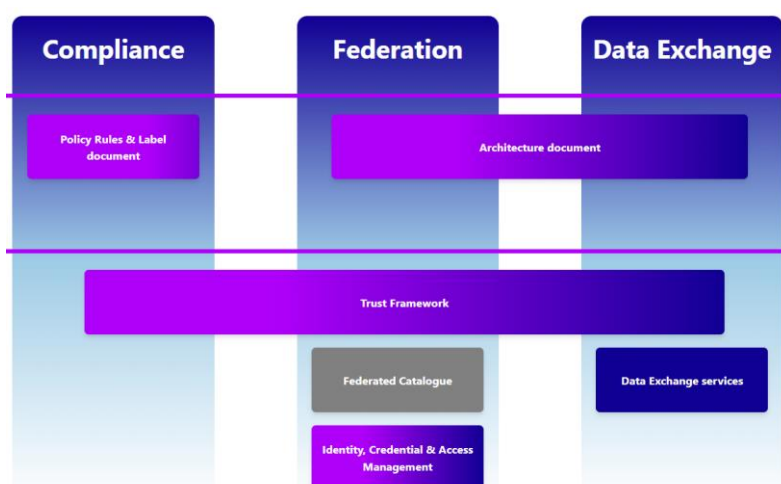 Compliance
Federation
Data Exchange
Policy Rules & Label
document
Architecture document
Trust Framework
Federated Catalogue
Data Exchange services
Identity, Credential & Access
Management